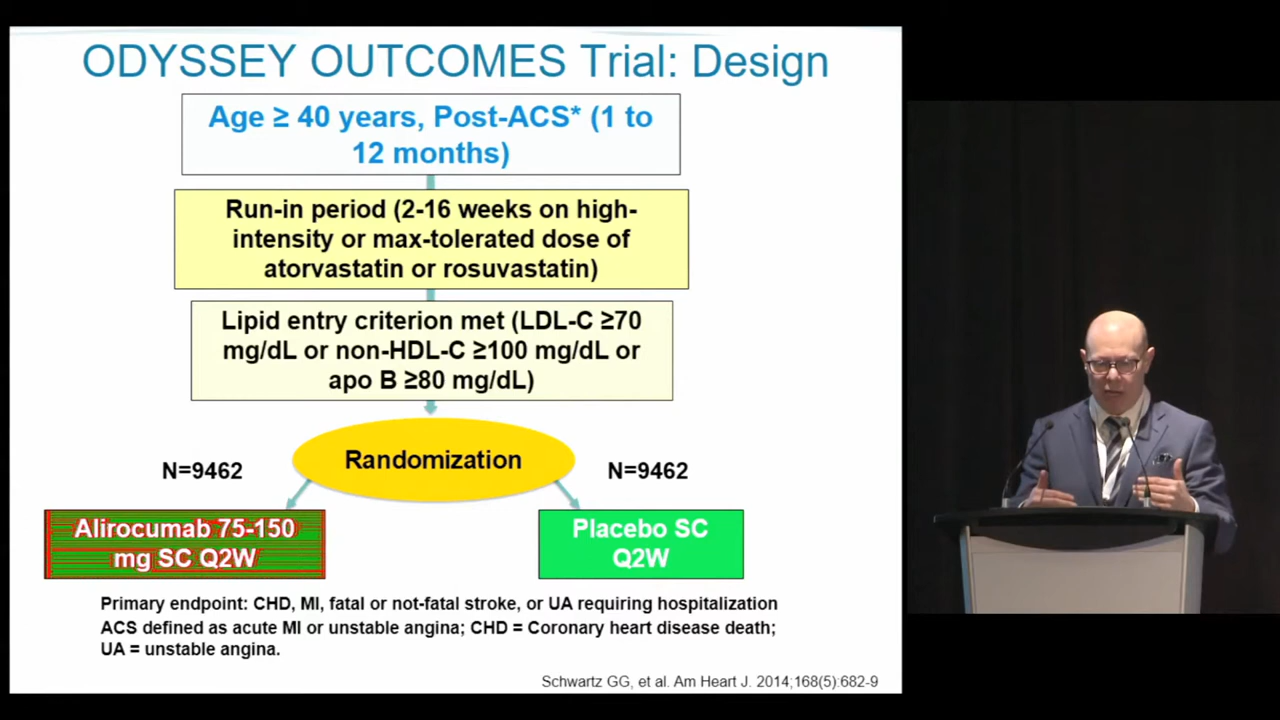 ODYSSEY OUTCOMES Trial: Design
Age ≥ 40 years, Post-ACS* (1 to
12 months)
Run-in period (2-16 weeks on high-
intensity or max-tolerated dose of
atorvastatin or rosuvastatin)
Lipid entry criterion met (LDL-C ≥70
mg/dL or non-HDL-C ≥100 mg/dL or
apo B ≥80 mg/dL)
Randomization
N=9462
N=9462
Alirocumab 75-150
mg SC Q2W
Placebo SC
Q2W
Primary endpoint: CHD, MI, fatal or not-fatal stroke, or UA requiring hospitalization
ACS defined as acute MI or unstable angina; CHD = Coronary heart disease death;
UA = unstable angina.
Schwartz GG, et al. Am Heart J. 2014;168(5):682-9